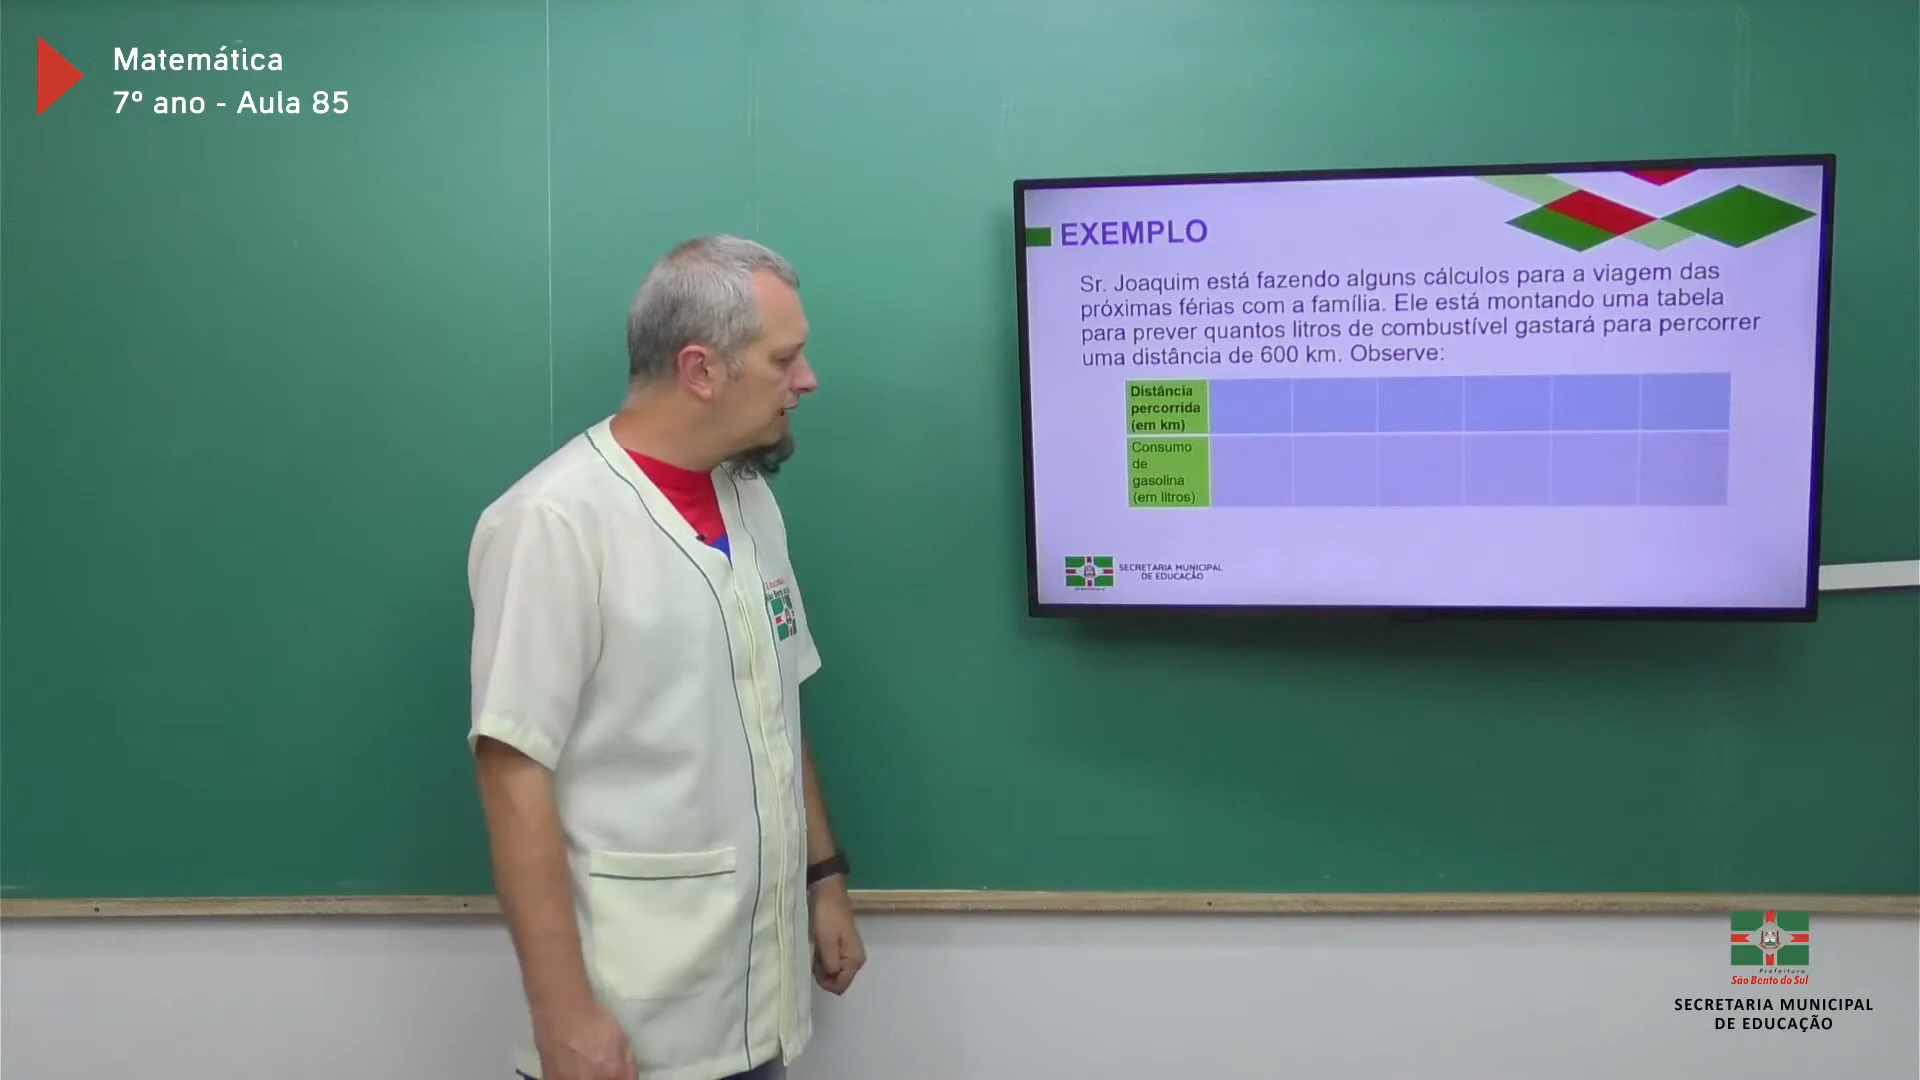 Matemática
7º ano - Aula 85
EXEMPLO
Sr. Joaquim está fazendo alguns cálculos para a viagem das
próximas férias com a família. Ele está montando uma tabela
para prever quantos litros de combustível gastará para percorrer
uma distância de 600 km. Observe:
Distância
percorrida
(em km)
Consumo
de
gasolina
(em litros)
SECRETARIA MUNICIPAL
DE EDUCAÇÃO
Prefeitura
São Bento do Sul
SECRETARIA MUNICIPAL
DE EDUCAÇÃO